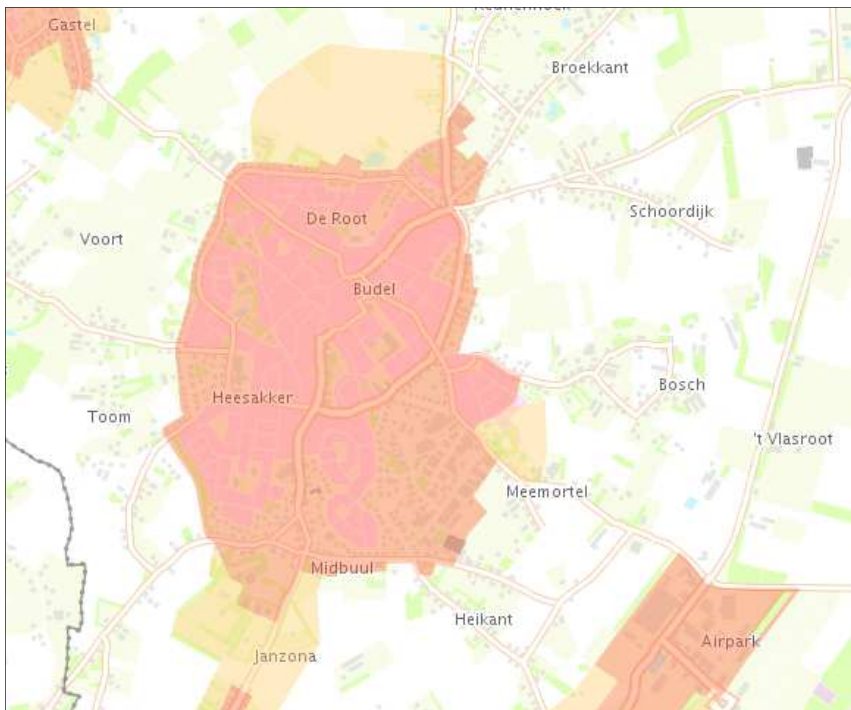 Gastel
Broekkant
De Root
Schoordijk
Voort
Budel
Bosch
Heesakker
Toom
't Vlasroot
Meemortel
Midbuul
Heikant
Airpark
Janzona